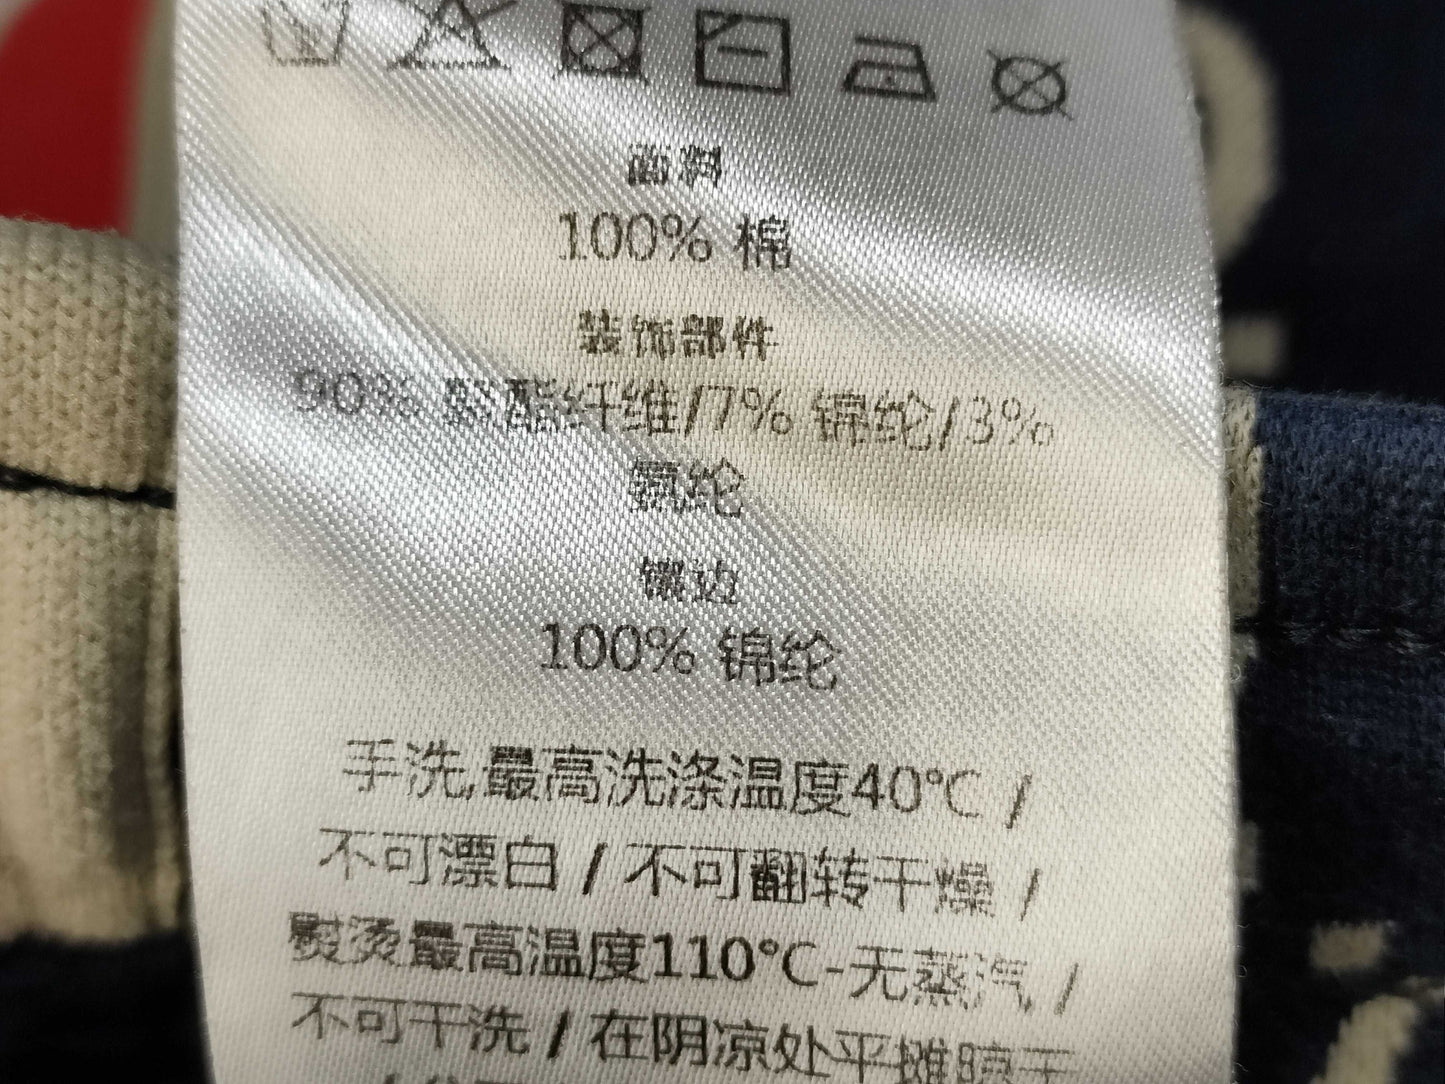 面料
100% 棉
装饰部件
90% 聚酯纤维/7% 锦纶/3%
氨纶
镶边
100% 锦纶
手洗,最高洗涤温度40℃ /
不可漂白 / 不可翻转干燥 /
熨烫最高温度110℃-无蒸汽 /
不可干洗 / 在阴凉处平摊晾干